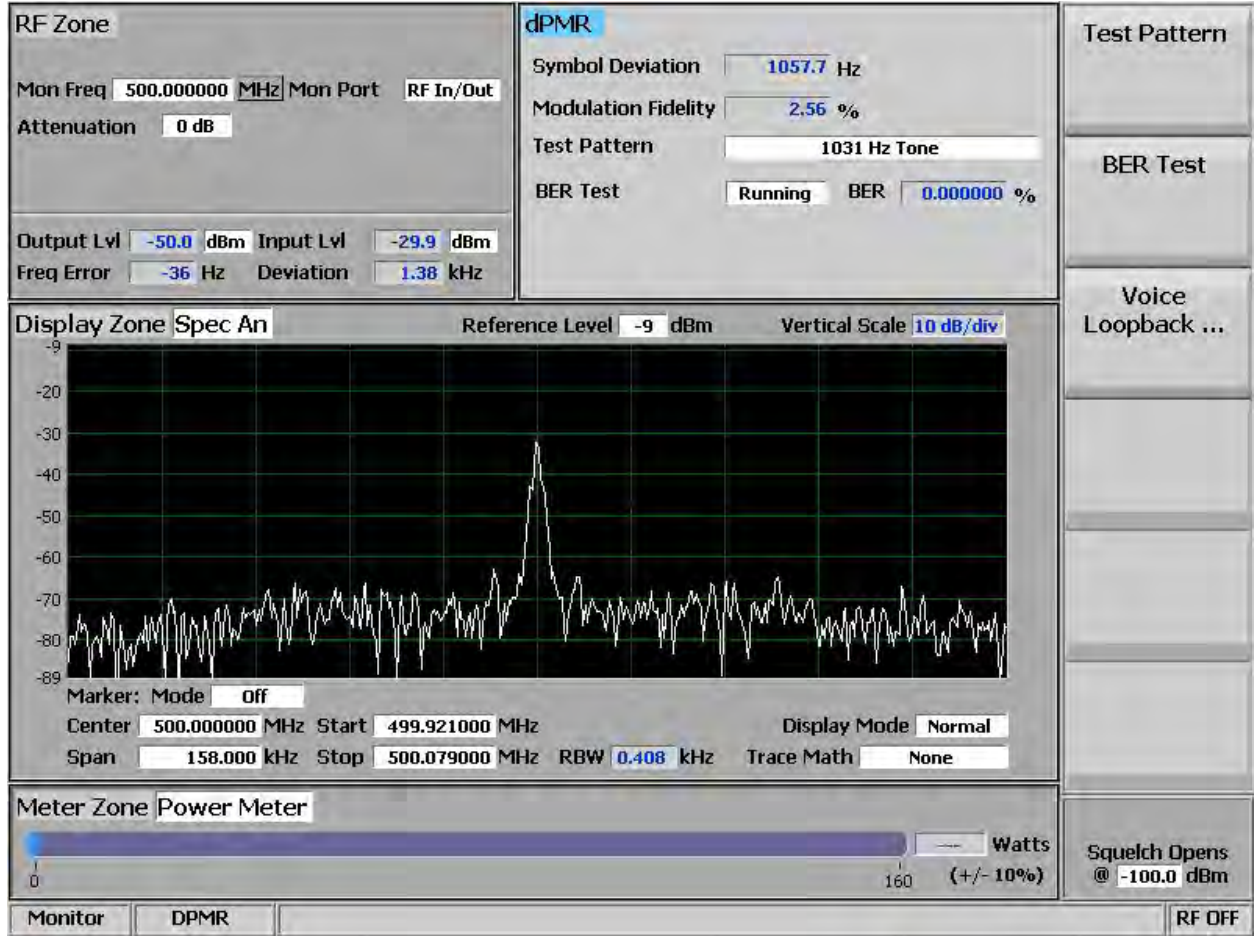 RF Zone
Mon Freq 500.000000 MHz Mon Port RF In/Out
Attenuation 0 dB
Output Lvl -50.0 dBm Input Lvl -29.9 dBm
Freq Error -36 Hz Deviation 1.38 kHz
dPMR
Symbol Deviation 1057.7 Hz
Modulation Fidelity 2.56 %
Test Pattern 1031 Hz Tone
BER Test Running BER 0.000000 %
Test Pattern
BER Test
Voice
Loopback ...
Display Zone Spec An Reference Level -9 dBm Vertical Scale 10 dB/div
-9
-20
-30
-40
-50
-60
-70
-80
-89
Marker: Mode Off
Center 500.000000 MHz Start 499.921000 MHz Display Mode Normal
Span 158.000 kHz Stop 500.079000 MHz RBW 0.408 kHz Trace Math None
Meter Zone Power Meter
---- Watts
0 160 (+/- 10%)
Squelch Opens
@ -100.0 dBm
Monitor DPMR RF OFF